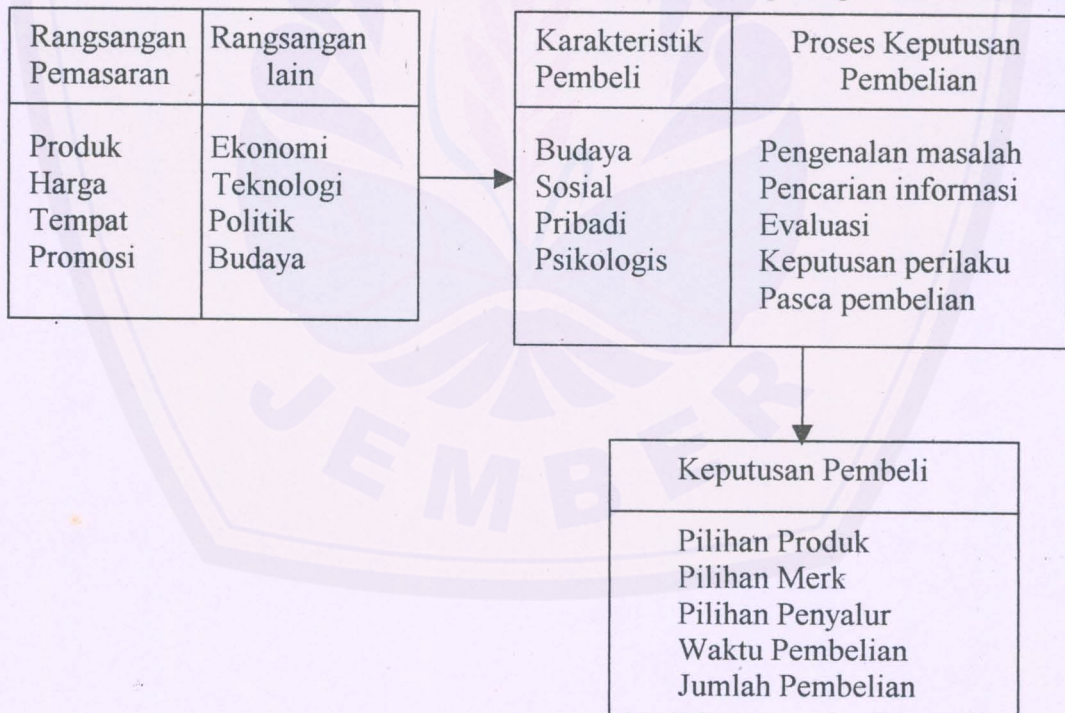 Rangsangan
Pemasaran
Rangsangan
lain
Produk
Harga
Tempat
Promosi
Ekonomi
Teknologi
Politik
Budaya
Karakteristik
Pembeli
Proses Keputusan
Pembelian
Budaya
Sosial
Pribadi
Psikologis
Pengenalan masalah
Pencarian informasi
Evaluasi
Keputusan perilaku
Pasca pembelian
Keputusan Pembeli
Pilihan Produk
Pilihan Merk
Pilihan Penyalur
Waktu Pembelian
Jumlah Pembelian
JEMBER